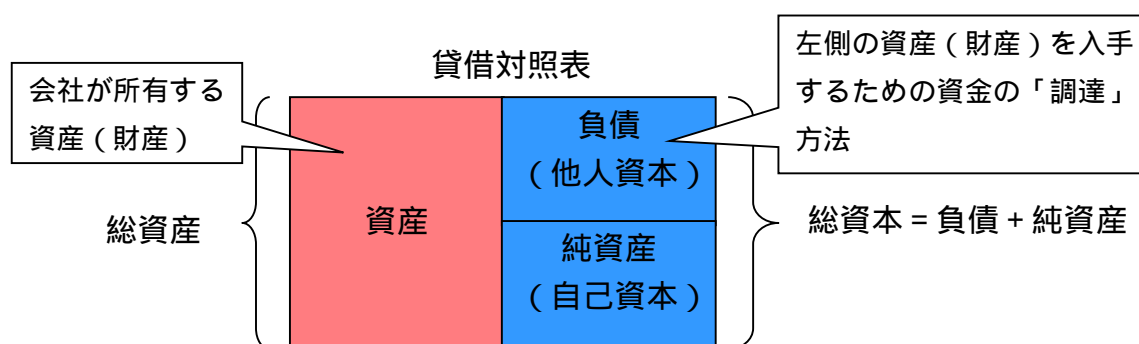 貸借対照表
会社が所有する
資産（財産）
左側の資産（財産）を入手
するための資金の「調達」
方法
総資産
資産
負債
（他人資本）
純資産
（自己資本）
総資本 = 負債 + 純資産